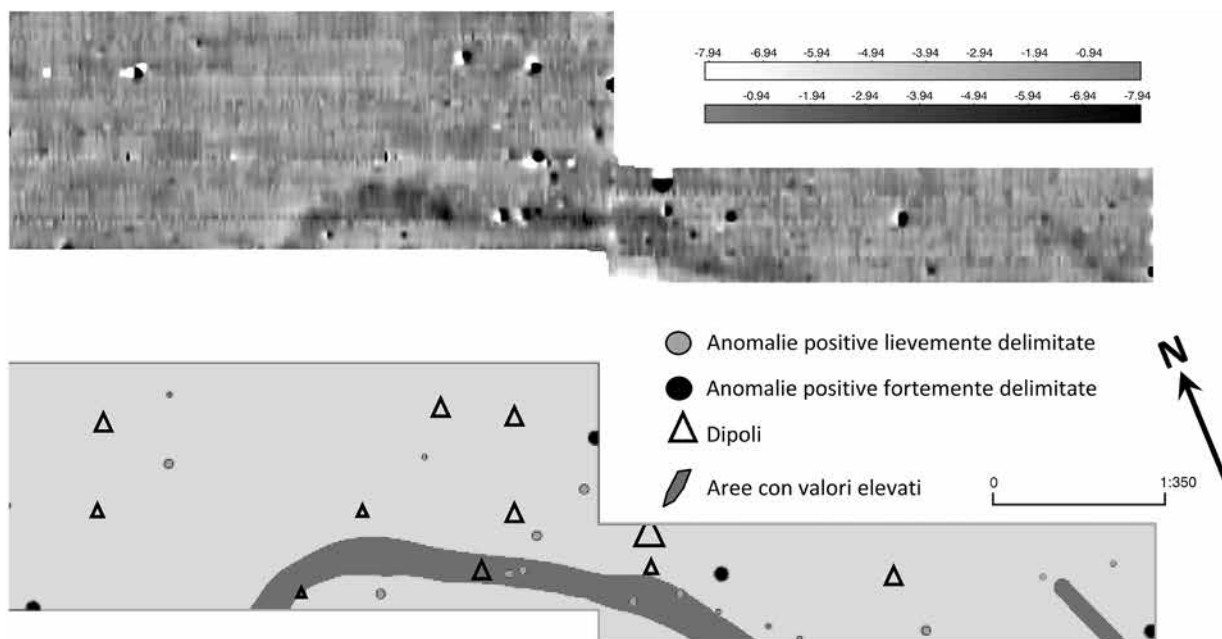 -7.94 -6.94 -5.94 -4.94 -3.94 -2.94 -1.94 -0.94
-0.94 -1.94 -2.94 -3.94 -4.94 -5.94 -6.94 -7.94
Anomalie positive lievemente delimitate
Anomalie positive fortemente delimitate
Dipoli
Aree con valori elevati
N
0 1:350